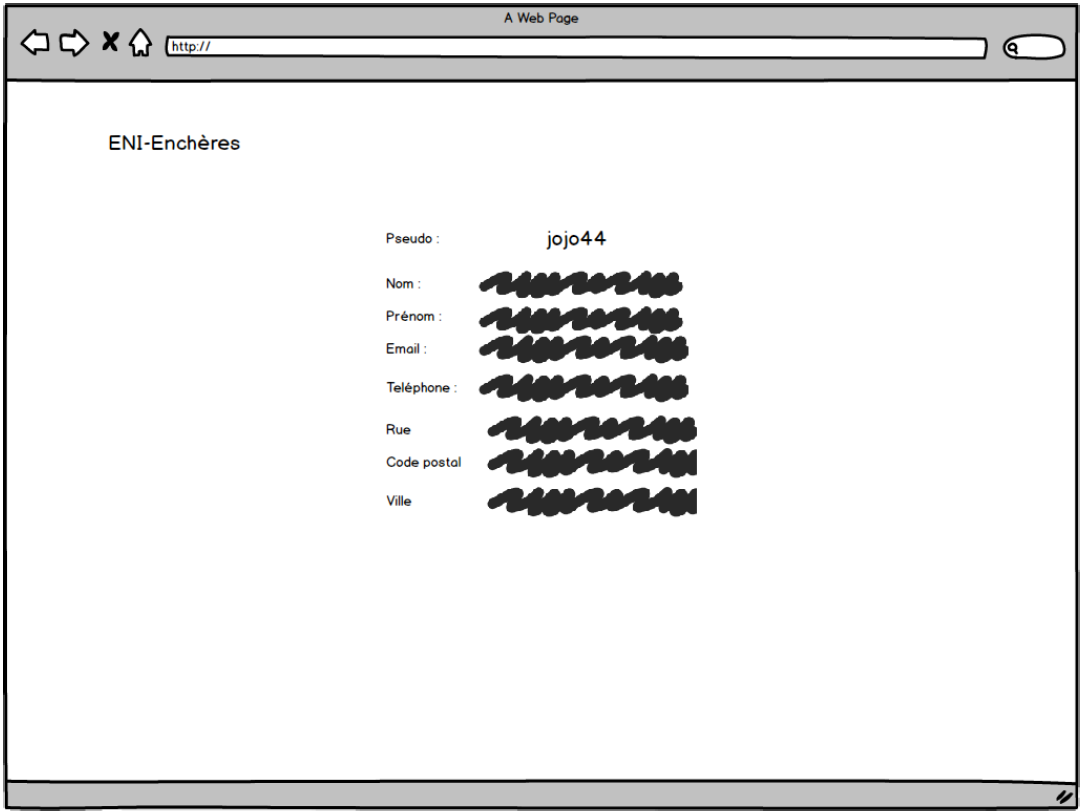 A Web Page
http://
ENI-Enchères
Pseudo : jojo44
Nom :
Prénom :
Email :
Teléphone :
Rue
Code postal
Ville